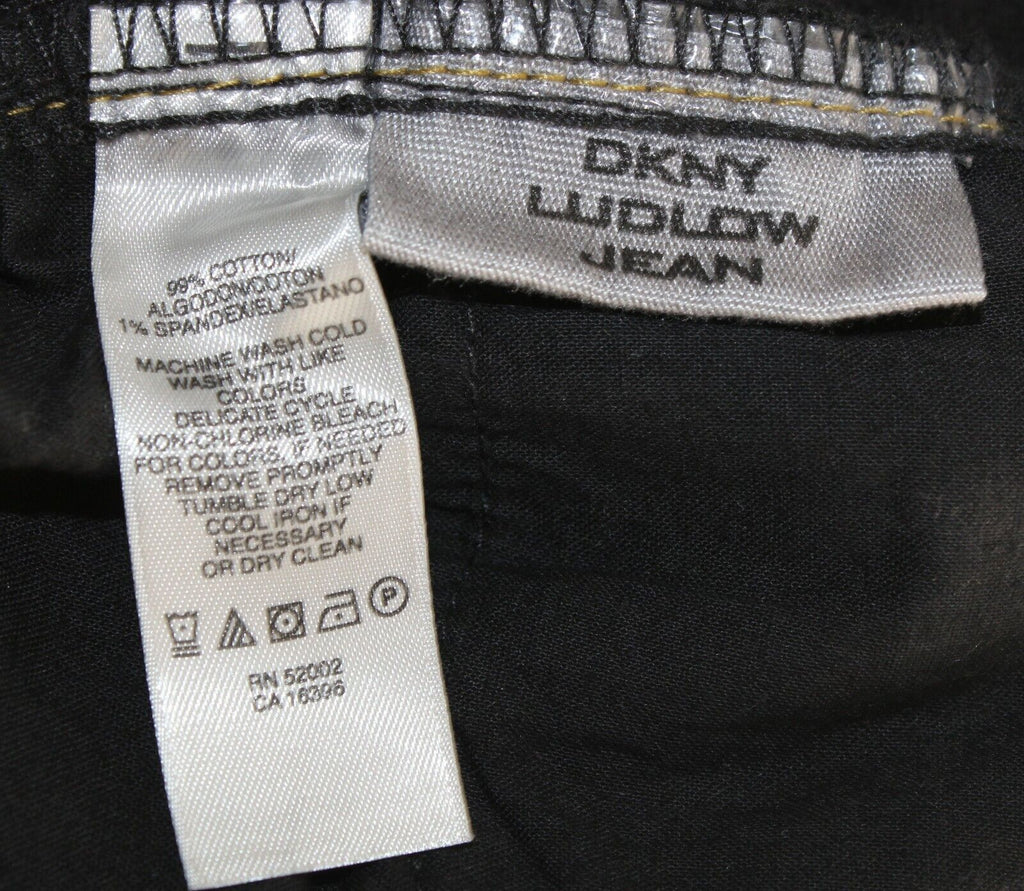 99% COTTON/
ALGODON/COTON
1% SPANDEX/ELASTANO
MACHINE WASH COLD
WASH WITH LIKE
COLORS
DELICATE CYCLE
NON-CHLORINE BLEACH
FOR COLORS, IF NEEDED
REMOVE PROMPTLY
TUMBLE DRY LOW
COOL IRON IF
NECESSARY
OR DRY CLEAN
P
RN 52002
CA 16396
DKNY
LUDLOW
JEAN